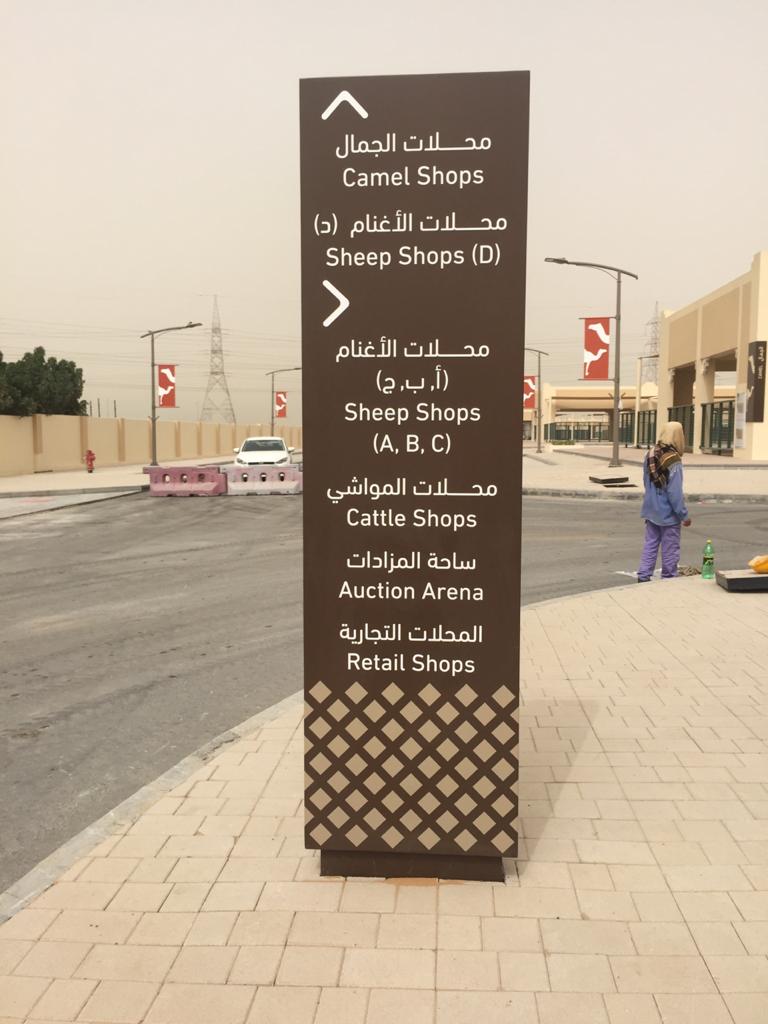 محلات الجمال
Camel Shops
محلات الأغنام (د)
Sheep Shops (D)
محلات الأغنام
(أ, ب, ج)
Sheep Shops
(A, B, C)
محلات المواشي
Cattle Shops
ساحة المزادات
Auction Arena
المحلات التجارية
Retail Shops